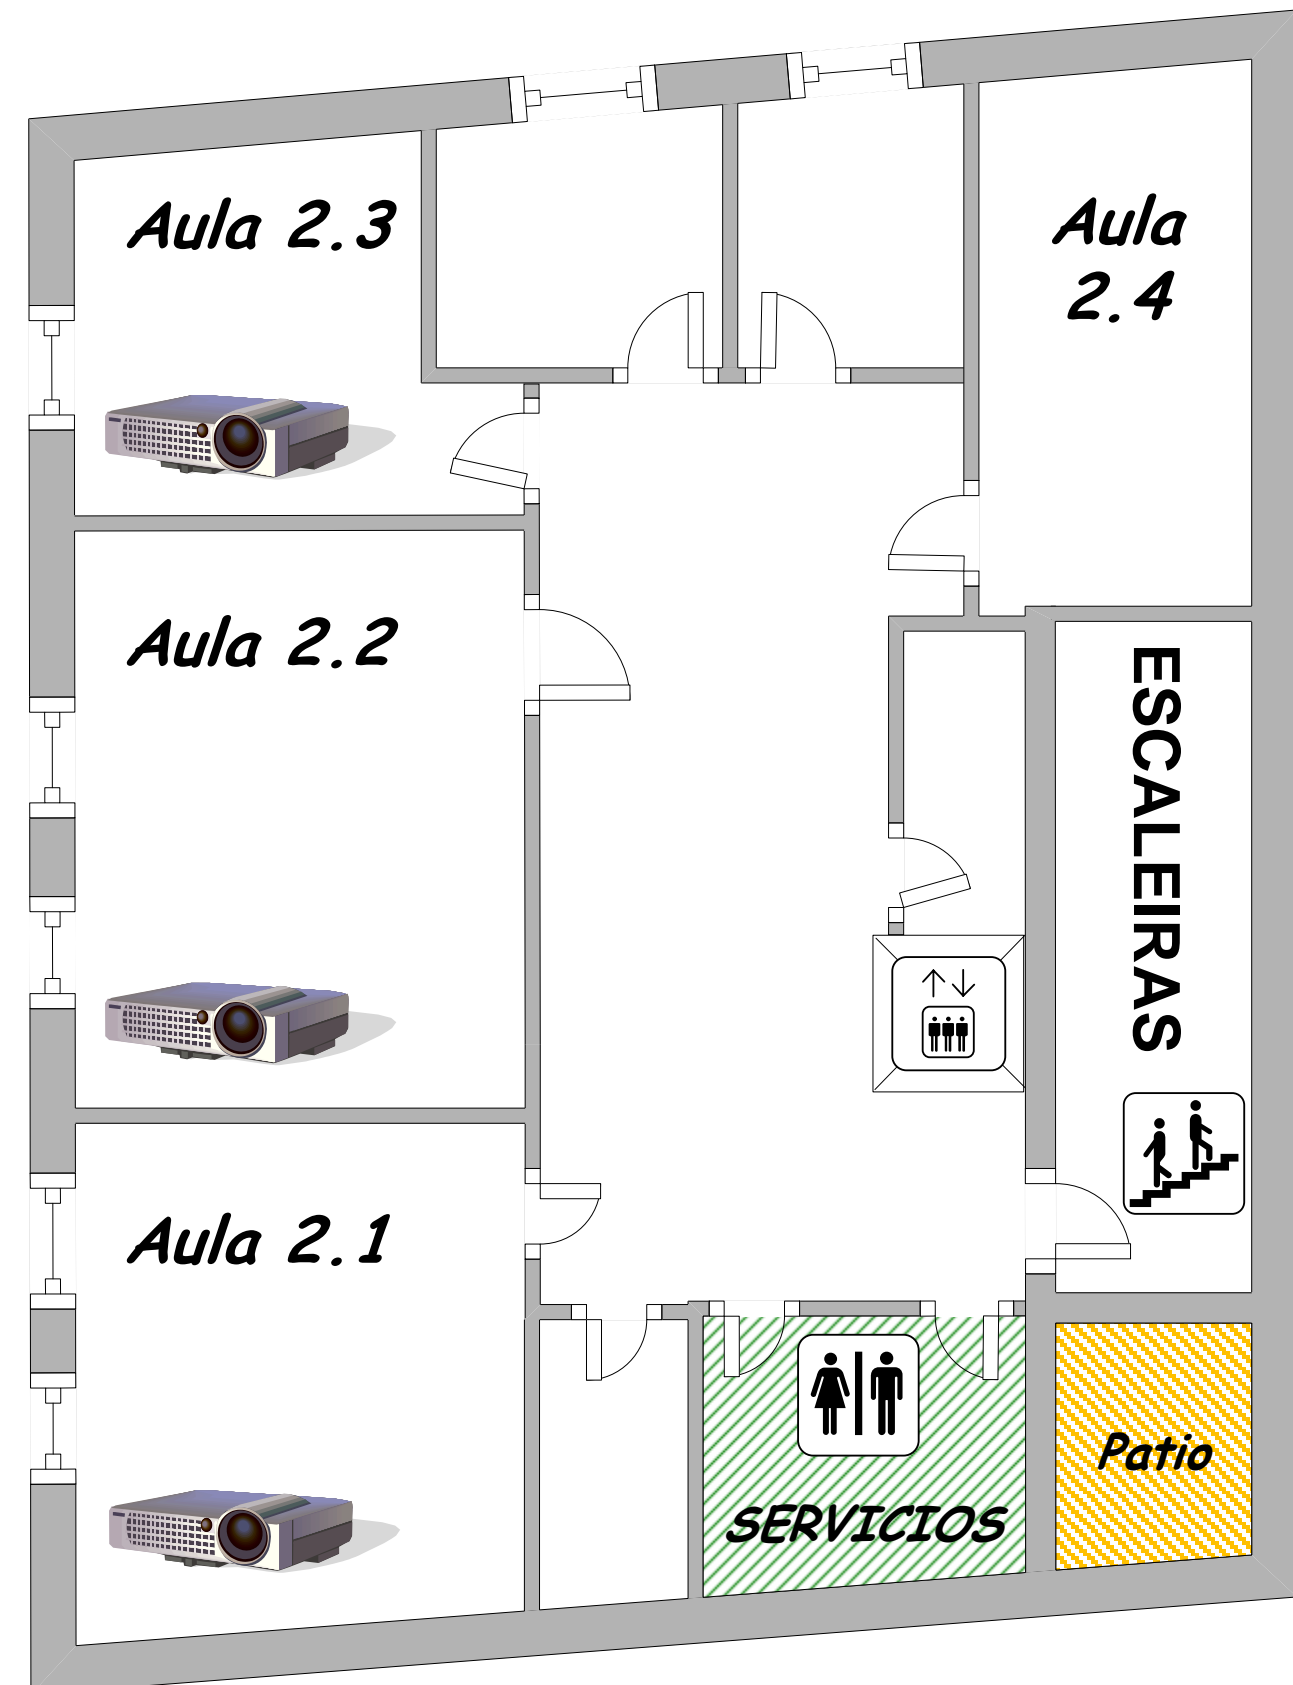 Aula 2.3
Aula
2.4
Aula 2.2
ESCALEIRAS
Aula 2.1
Patio
SERVICIOS